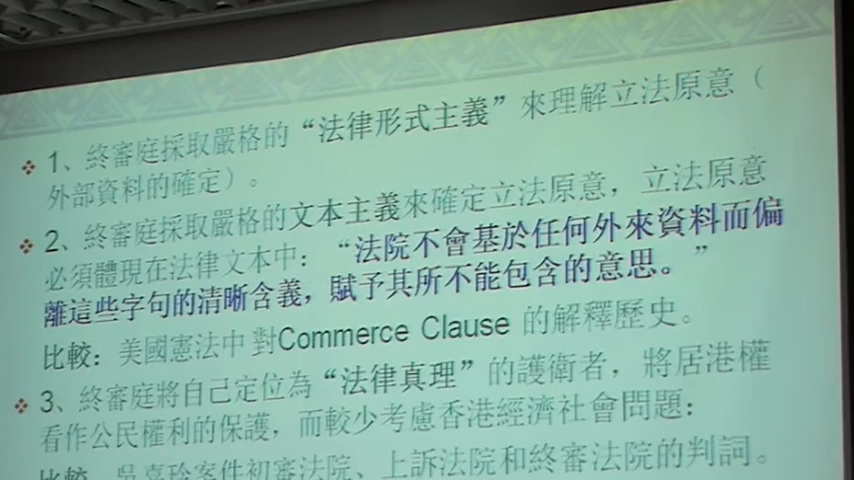 1、終審庭採取嚴格的“法律形式主義”來理解立法原意（
外部資料的確定）。
2、終審庭採取嚴格的文本主義來確定立法原意，立法原意
必須體現在法律文本中：“法院不會基於任何外來資料而偏
離這些字句的清晰含義，賦予其所不能包含的意思。”
比較：美國憲法中對Commerce Clause 的解釋歷史。
3、終審庭將自己定位為“法律真理”的護衛者，將居港權
看作公民權利的保護，而較少考慮香港經濟社會問題：
比較 吳嘉玲案件初審法院、上訴法院和終審法院的判詞。